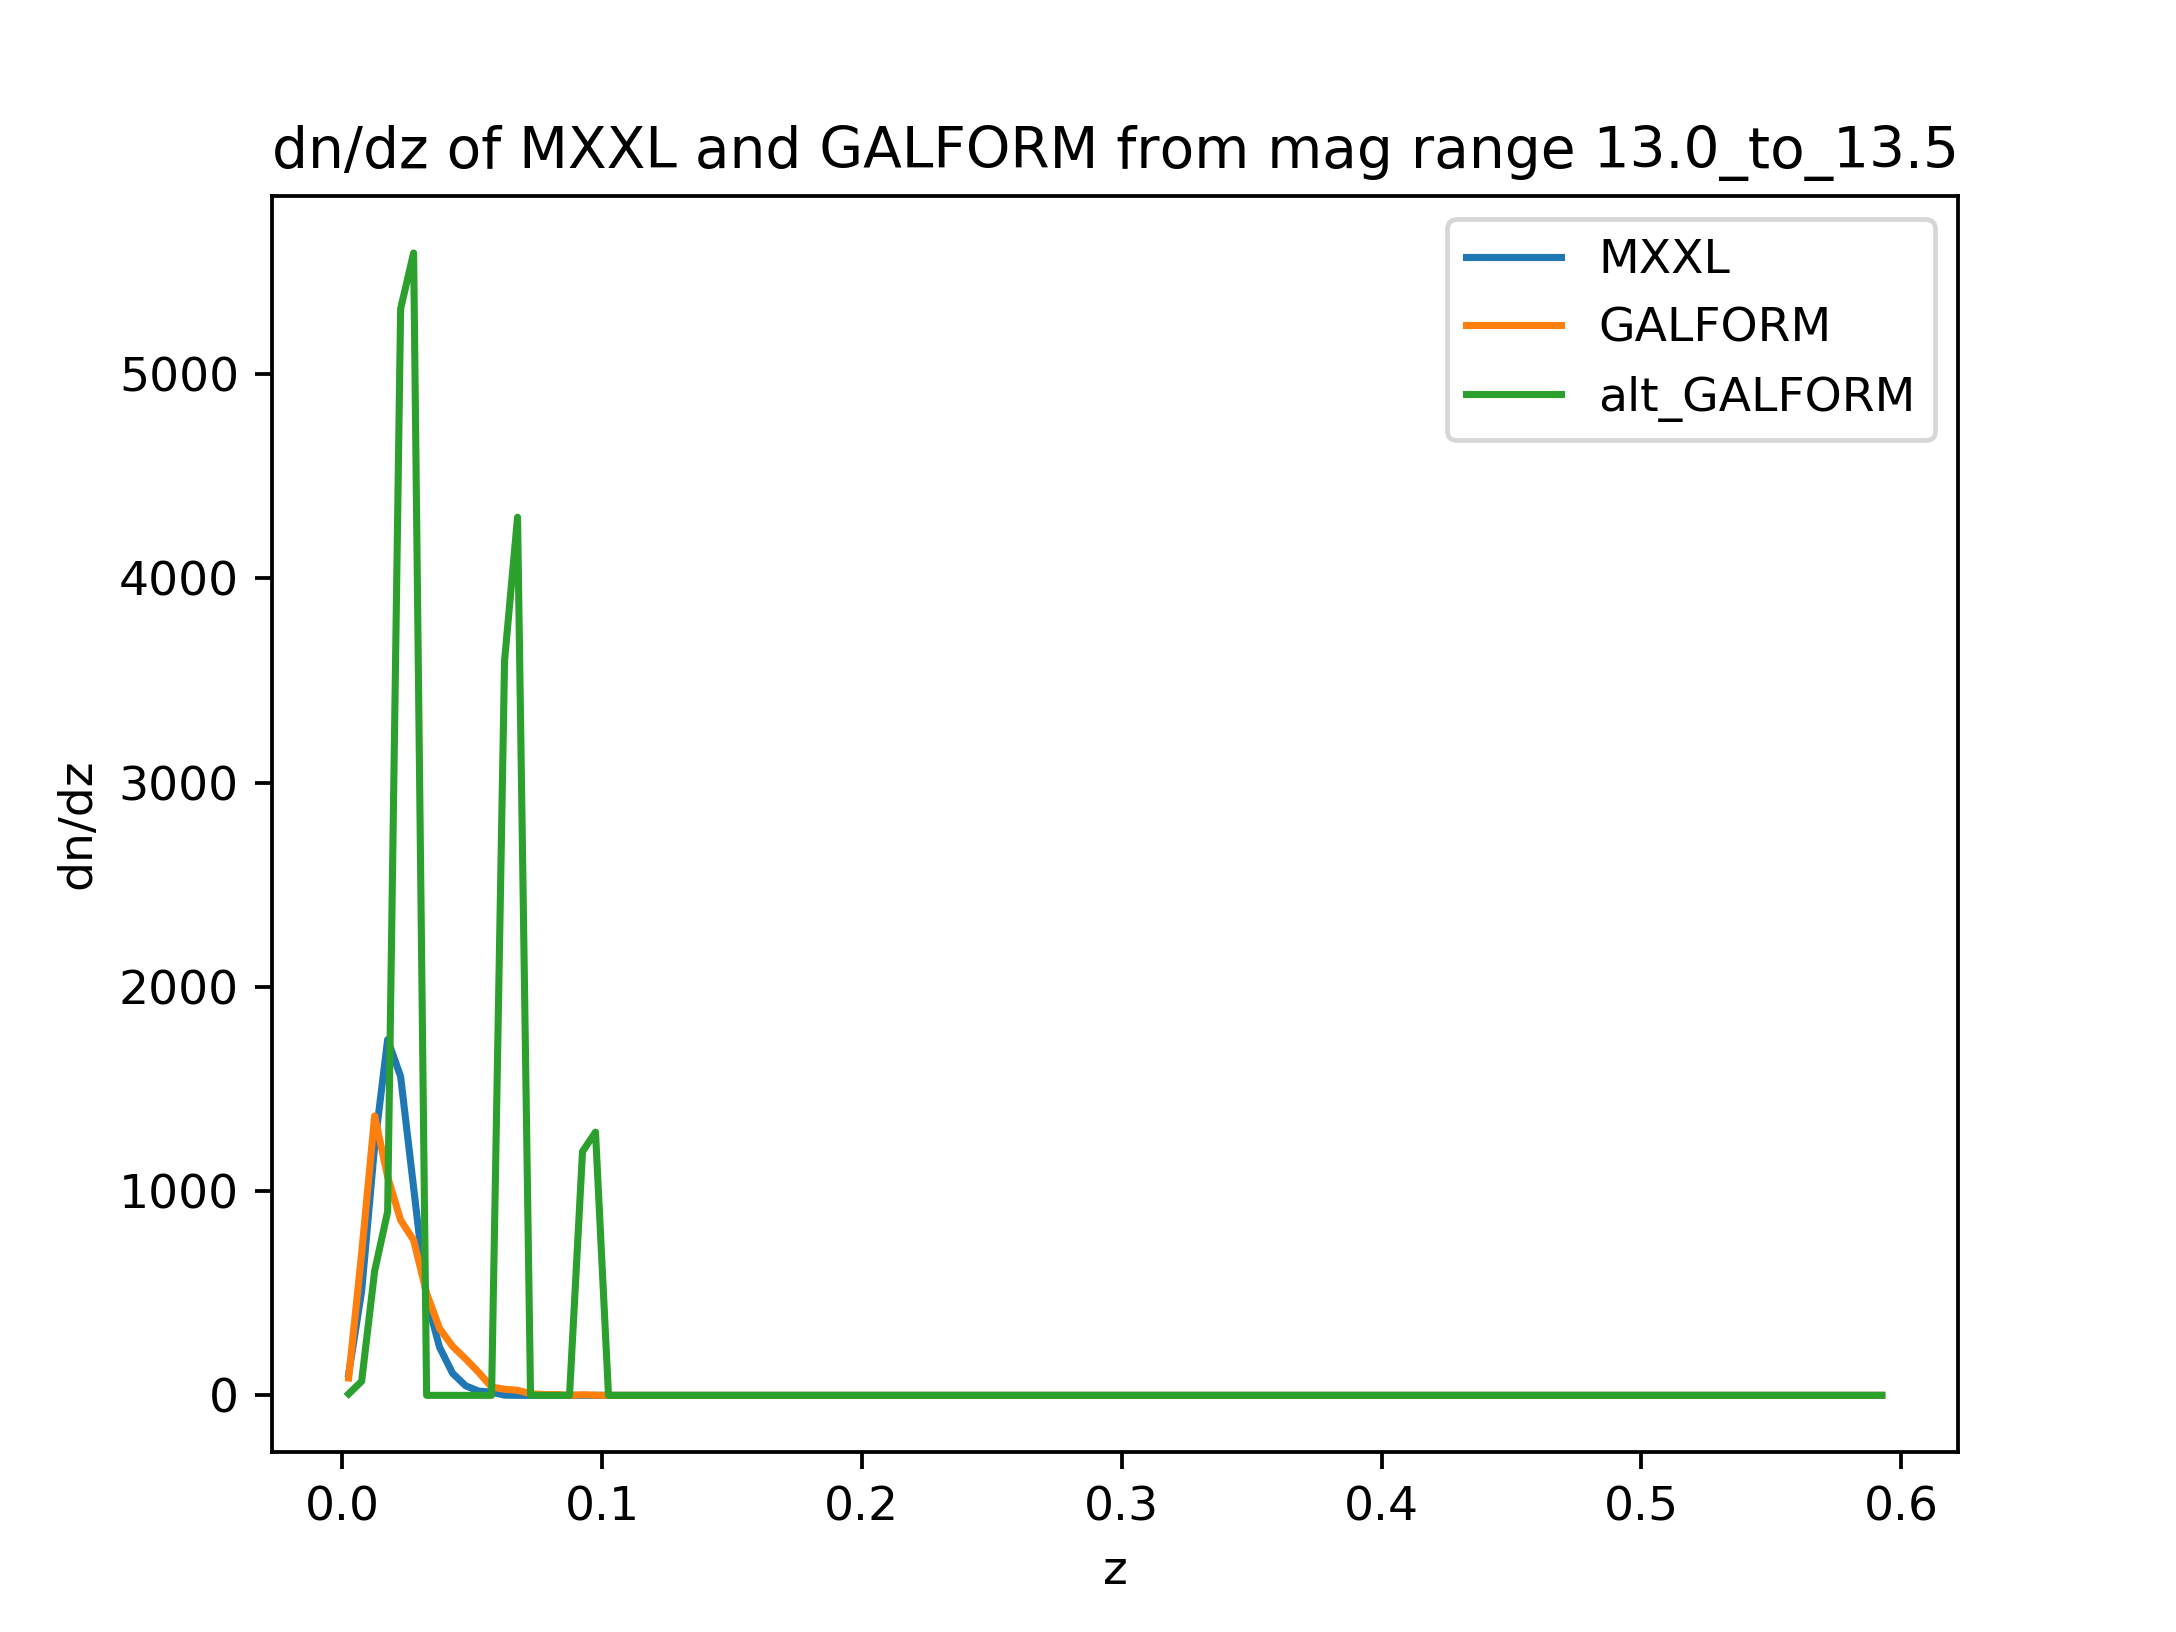 dn/dz of MXXL and GALFORM from mag range 13.0_to_13.5
MXXL
GALFORM
alt_GALFORM
dn/dz
5000
4000
3000
2000
1000
0
0.0 0.1 0.2 0.3 0.4 0.5 0.6
z